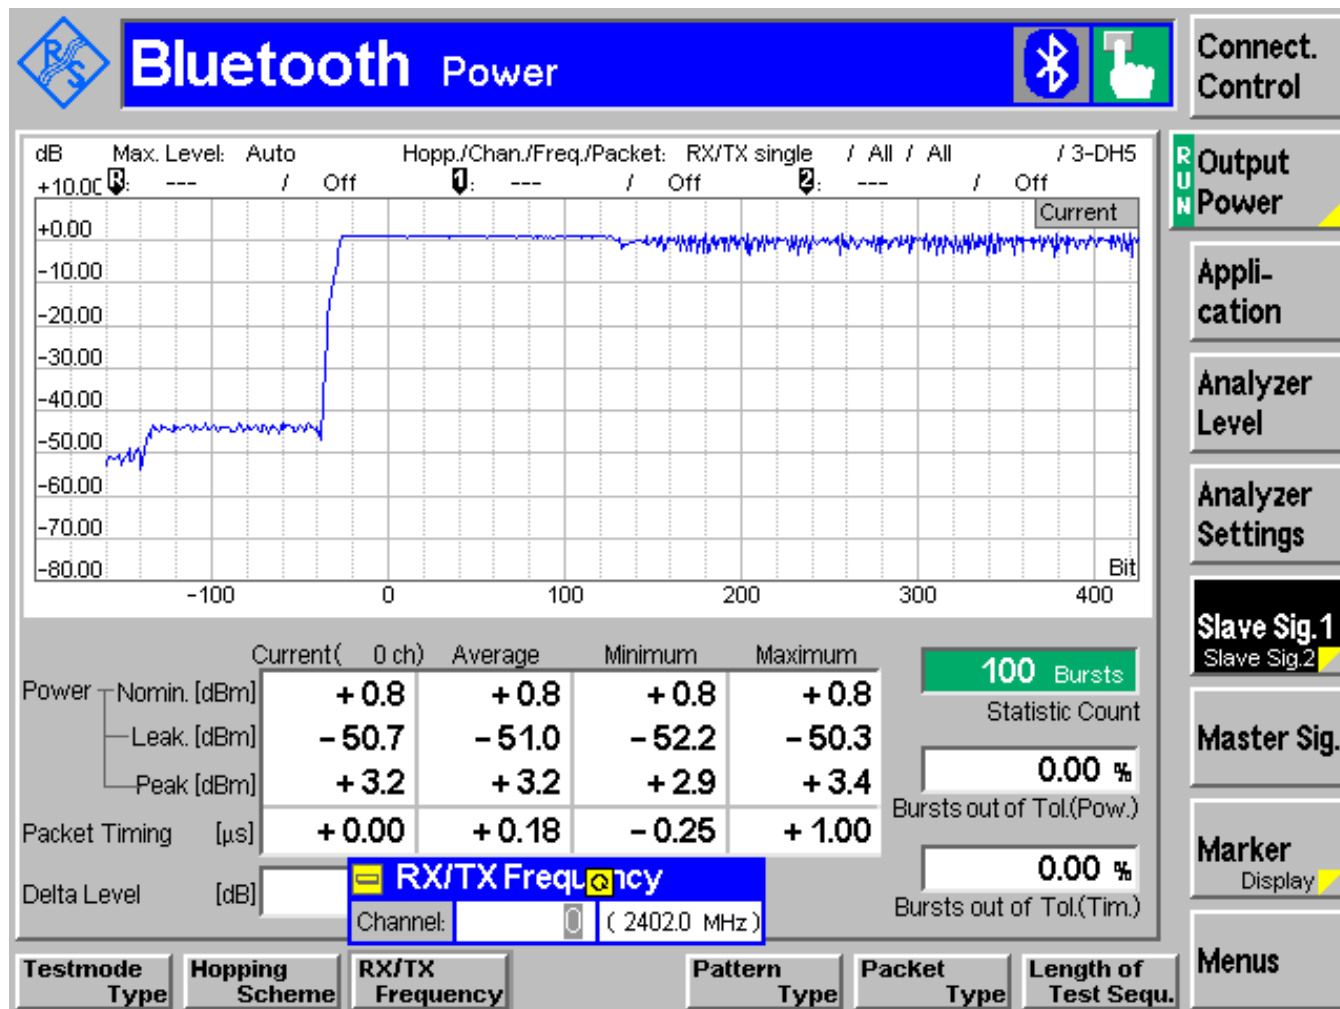 R S
Bluetooth Power
Connect. Control
dB Max. Level: Auto Hopp./Chan./Freq./Packet: RX/TX single / All / All / 3-DH5
+10.00 R: --- / Off 1: --- / Off 2: --- / Off
Current
+0.00
-10.00
-20.00
-30.00
-40.00
-50.00
-60.00
-70.00
-80.00
Bit
-100 0 100 200 300 400
RUN
Output Power
Appli-
cation
Analyzer Level
Analyzer Settings
Slave Sig.1
Slave Sig.2
Master Sig.
Marker
Display
Menus
Current( 0 ch) Average Minimum Maximum
Power Nomin. [dBm] +0.8 +0.8 +0.8 +0.8
Leak. [dBm] -50.7 -51.0 -52.2 -50.3
Peak [dBm] +3.2 +3.2 +2.9 +3.4
Packet Timing [µs] +0.00 +0.18 -0.25 +1.00
Delta Level [dB]
100 Bursts
Statistic Count
0.00 %
Bursts out of Tol.(Pow.)
0.00 %
Bursts out of Tol.(Tim.)
RX/TX Frequency
Channel: 0 ( 2402.0 MHz )
Testmode Type
Hopping Scheme
RX/TX Frequency
Pattern Type
Packet Type
Length of Test Sequ.